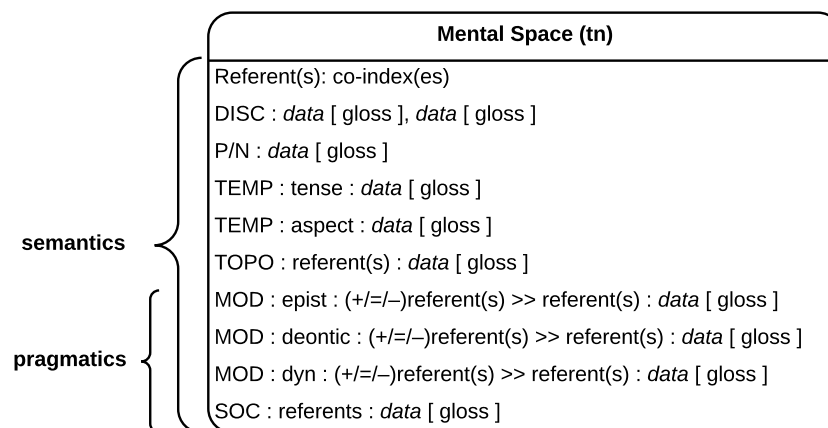 Mental Space (tn)
Referent(s): co-index(es)
DISC : data [ gloss ], data [ gloss ]
P/N : data [ gloss ]
TEMP : tense : data [ gloss ]
TEMP : aspect : data [ gloss ]
semantics
TOPO : referent(s) : data [ gloss ]
MOD : epist : (+/=/–)referent(s) >> referent(s) : data [ gloss ]
MOD : deontic : (+/=/–)referent(s) >> referent(s) : data [ gloss ]
pragmatics
MOD : dyn : (+/=/–)referent(s) >> referent(s) : data [ gloss ]
SOC : referents : data [ gloss ]